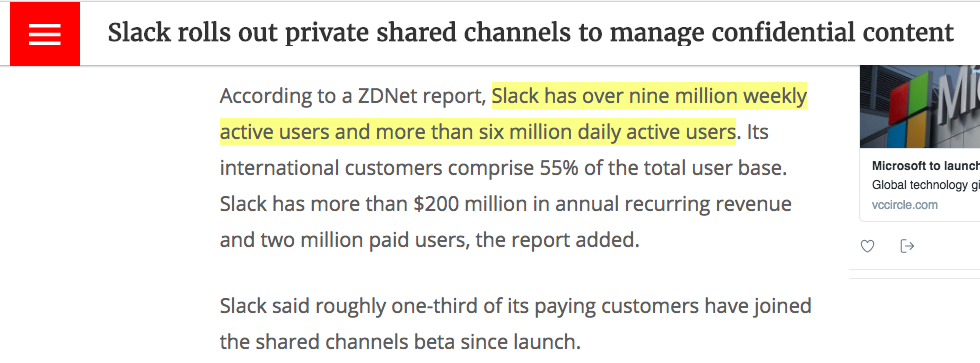 Slack rolls out private shared channels to manage confidential content
According to a ZDNet report, Slack has over nine million weekly
active users and more than six million daily active users. Its
international customers comprise 55% of the total user base.
Slack has more than $200 million in annual recurring revenue
and two million paid users, the report added.
Slack said roughly one-third of its paying customers have joined
the shared channels beta since launch.
Mi
Microsoft to launch
Global technology gi
vccircle.com